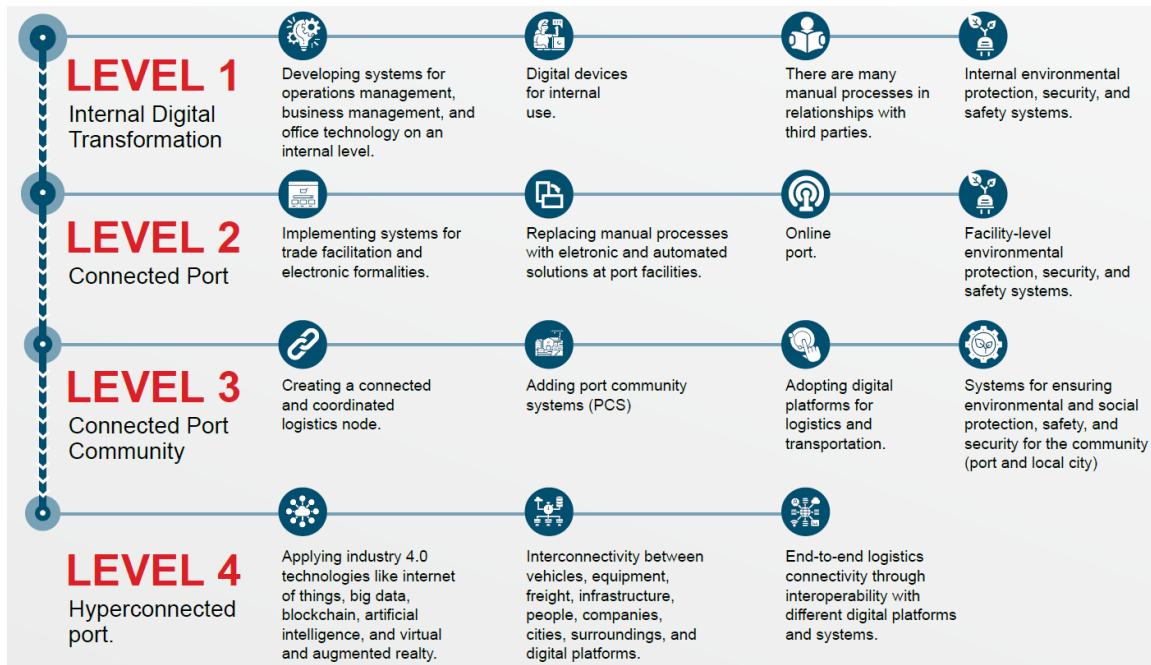 LEVEL 1
Internal Digital
Transformation
Developing systems for
operations management,
business management, and
office technology on an
internal level.
Digital devices
for internal
use.
There are many
manual processes in
relationships with
third parties.
Internal environmental
protection, security, and
safety systems.
LEVEL 2
Connected Port
Implementing systems for
trade facilitation and
electronic formalities.
Replacing manual processes
with eletronic and automated
solutions at port facilities.
Online
port.
Facility-level
environmental
protection, security, and
safety systems.
LEVEL 3
Connected Port
Community
Creating a connected
and coordinated
logistics node.
Adding port community
systems (PCS)
Adopting digital
platforms for
logistics and
transportation.
Systems for ensuring
environmental and social
protection, safety, and
security for the community
(port and local city)
LEVEL 4
Hyperconnected
port.
Applying industry 4.0
technologies like internet
of things, big data,
blockchain, artificial
intelligence, and virtual
and augmented realty.
Interconnectivity between
vehicles, equipment,
freight, infrastructure,
people, companies,
cities, surroundings, and
digital platforms.
End-to-end logistics
connectivity through
interoperability with
different digital platforms
and systems.